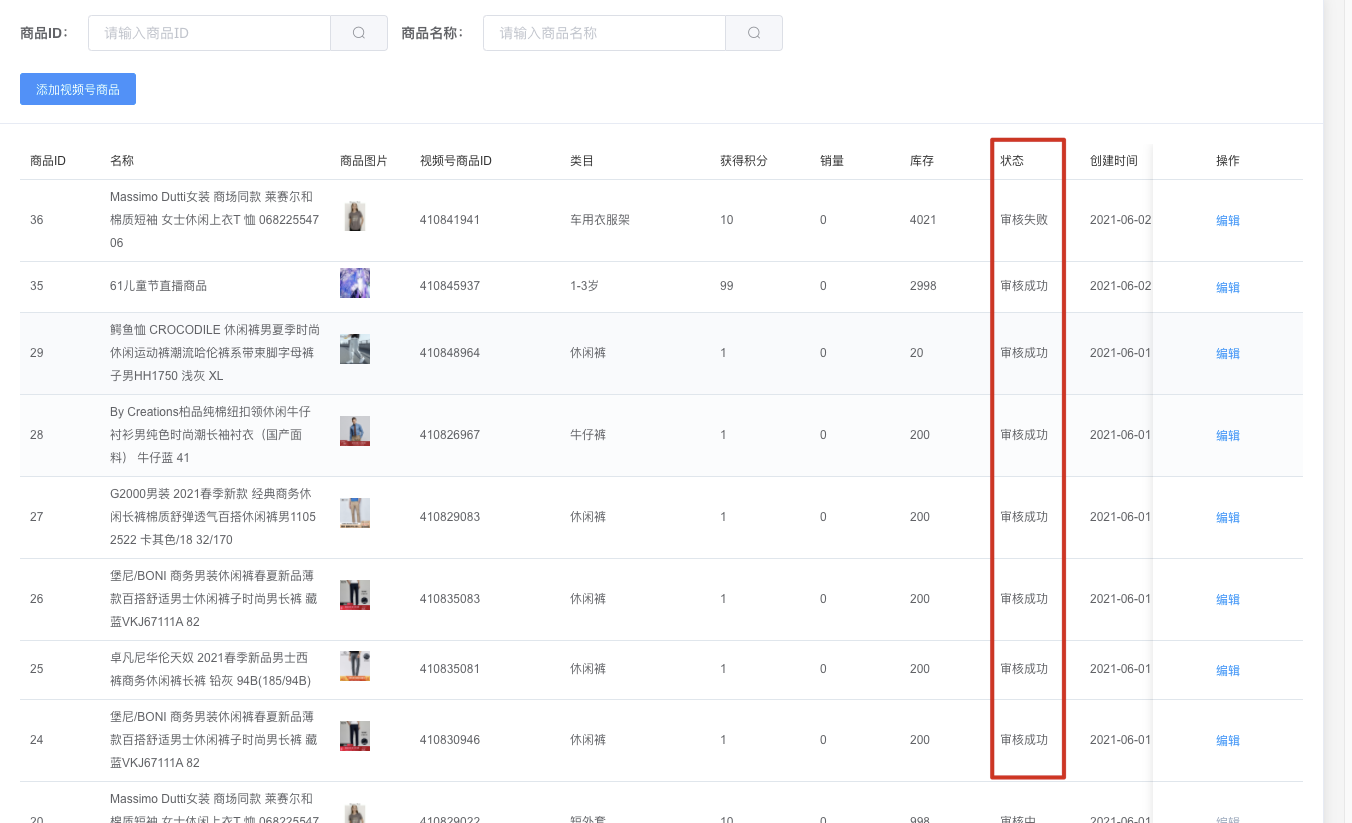 商品ID: 请输入商品ID 商品名称: 请输入商品名称
添加视频号商品
商品ID 名称 商品图片 视频号商品ID 类目 获得积分 销量 库存 状态 创建时间 操作
Massimo Dutti女装 商场同款 莱赛尔和
36 棉质短袖 女士休闲上衣T 恤 068225547 410841941 车用衣服架 10 0 4021 审核失败 2021-06-02 编辑
06
35 61儿童节直播商品 410845937 1-3岁 99 0 2998 审核成功 2021-06-02 编辑
鳄鱼恤 CROCODILE 休闲裤男夏季时尚
29 休闲运动裤潮流哈伦裤系带束脚字母裤 410848964 休闲裤 1 0 20 审核成功 2021-06-01 编辑
子男HH1750 浅灰 XL
By Creations柏品纯棉纽扣领休闲牛仔
28 衬衫男纯色时尚潮长袖衬衣（国产面 410826967 牛仔裤 1 0 200 审核成功 2021-06-01 编辑
料） 牛仔蓝 41
G2000男装 2021春季新款 经典商务休
27 闲长裤棉质舒弹透气百搭休闲裤男1105 410829083 休闲裤 1 0 200 审核成功 2021-06-01 编辑
2522 卡其色/18 32/170
堡尼/BONI 商务男装休闲裤春夏新品薄
26 款百搭舒适男士休闲裤子时尚男长裤 藏 410835083 休闲裤 1 0 200 审核成功 2021-06-01 编辑
蓝VKJ67111A 82
卓凡尼华伦天奴 2021春季新品男士西
25 裤商务休闲裤长裤 铅灰 94B(185/94B) 410835081 休闲裤 1 0 200 审核成功 2021-06-01 编辑
堡尼/BONI 商务男装休闲裤春夏新品薄
24 款百搭舒适男士休闲裤子时尚男长裤 藏 410830946 休闲裤 1 0 200 审核成功 2021-06-01 编辑
蓝VKJ67111A 82
Massimo Dutti女装 商场同款 莱赛尔和
20 棉质短袖 女士休闲上衣T 恤 068225547 410829022 短外套 10 0 998 审核中 2021-06-01 编辑